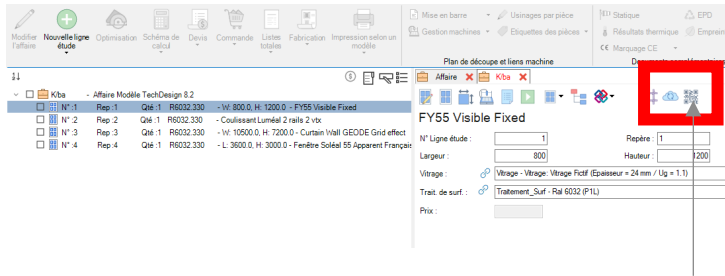 Modifier l'affaire
Nouvelle ligne étude
Optimisation
Schéma de calcul
Devis
Commande
Listes totales
Fabrication
Impression selon un modèle
Mise en barre
Usinages par pièce
Gestion machines
Etiquettes des pièces
Plan de découpe et liens machine
Statique
EPD
Résultats thermique
Emprein
Marquage CE
K/ba - Affaire Modèle TechDesign 8.2
N° :1 Rep :1 Qté :1 R6032.330 - W: 800.0, H: 1200.0 - FY55 Visible Fixed
N° :2 Rep :2 Qté :1 R6032.330 - Coulissant Luméal 2 rails 2 vtx
N° :3 Rep :3 Qté :1 R6032.330 - W: 10500.0, H: 7200.0 - Curtain Wall GEODE Grid effect
N° :4 Rep :4 Qté :1 R6032.330 - L: 3600.0, H: 3000.0 - Fenêtre Soléal 55 Apparent Français
Affaire
K/ba
FY55 Visible Fixed
N° Ligne étude : 1 Repère : 1
Largeur : 800 Hauteur : 1200
Vitrage : Vitrage - Vitrage: Vitrage Fictif (Epaisseur = 24 mm / Ug = 1.1)
Trait. de surf. : Traitement_Surf - Ral 6032 (P1L)
Prix :